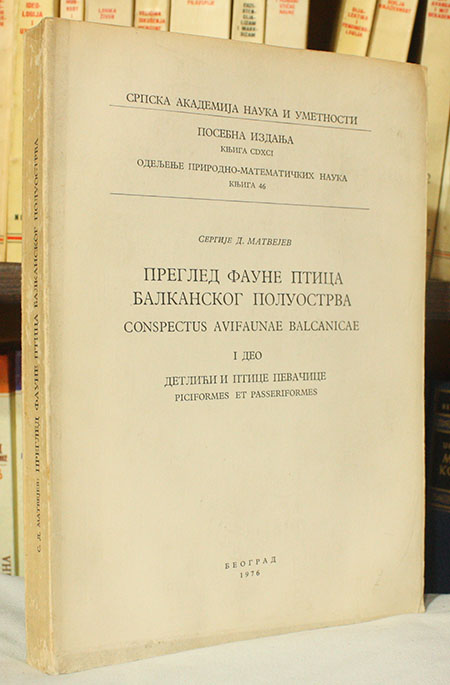 СРПСКА АКАДЕМИЈА НАУКА И УМЕТНОСТИ
ПОСЕБНА ИЗДАЊА
КЊИГА CDXCI
ОДЕЉЕЊЕ ПРИРОДНО-МАТЕМАТИЧКИХ НАУКА
КЊИГА 46
СЕРГИЈЕ Д. МАТВЕЈЕВ
ПРЕГЛЕД ФАУНЕ ПТИЦА
БАЛКАНСКОГ ПОЛУОСТРВА
CONSPECTUS AVIFAUNAE BALCANICAE
I ДЕО
ДЕТЛИЋИ И ПТИЦЕ ПЕВАЧИЦЕ
PICIFORMES ET PASSERIFORMES
БЕОГРАД
1976
С. Д. МАТВЕЈЕВ: ПРЕГЛЕД ФАУНЕ ПТИЦА БАЛКАНСКОГ ПОЛУОСТРВА